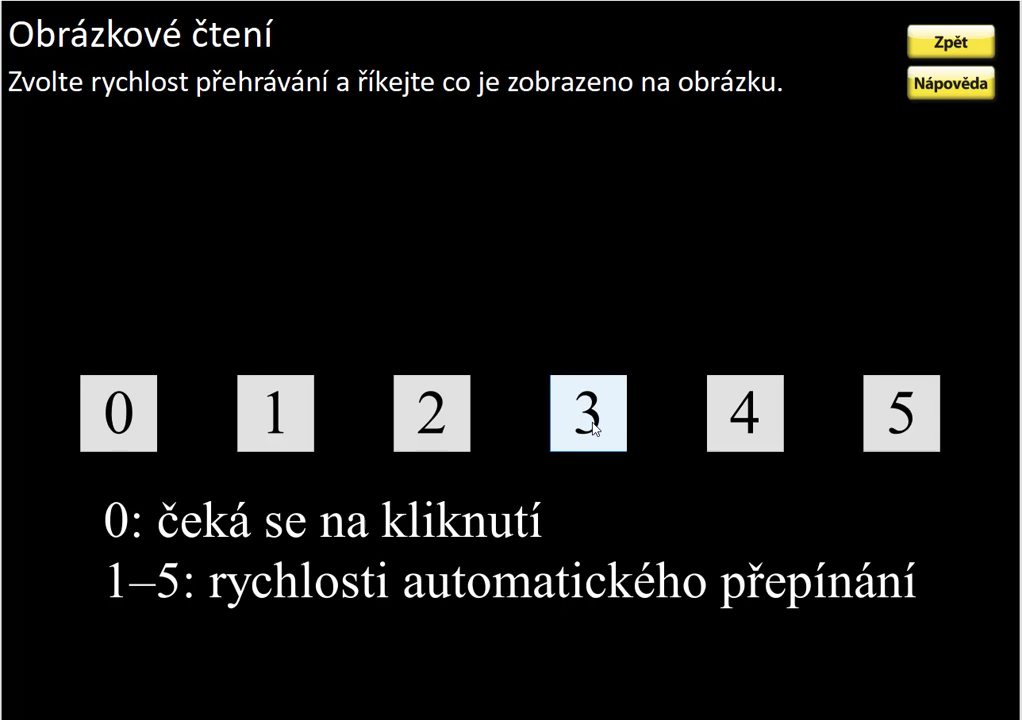 Obrázkové čtení
Zpět
Zvolte rychlost přehrávání a říkejte co je zobrazeno na obrázku.
Nápověda
0 1 2 3 4 5
0: čeká se na kliknutí
1–5: rychlosti automatického přepínání